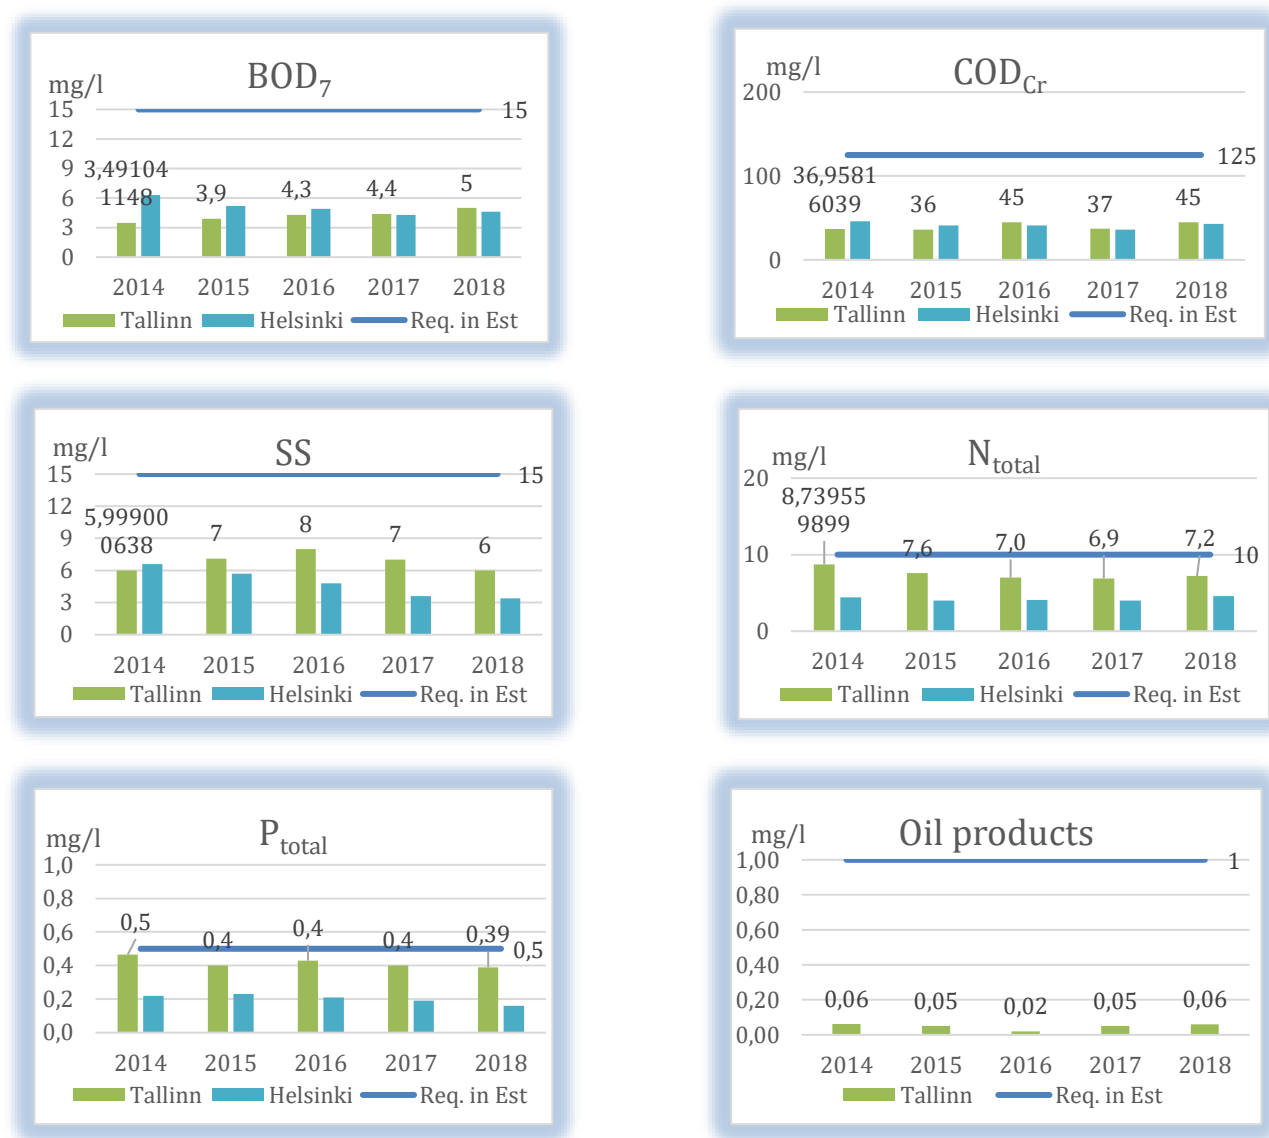 BOD7
mg/l
15
12
9
6
3
0
15
3,49104
1148
3,9
4,3
4,4
5
2014 2015 2016 2017 2018
Tallinn Helsinki Req. in Est
CODCr
mg/l
200
100
0
125
36,9581
6039
36
45
37
45
2014 2015 2016 2017 2018
Tallinn Helsinki Req. in Est
SS
mg/l
15
12
9
6
3
0
15
5,99900
0638
7
8
7
6
2014 2015 2016 2017 2018
Tallinn Helsinki Req. in Est
Ntotal
mg/l
20
10
0
10
8,73955
9899
7,6
7,0
6,9
7,2
2014 2015 2016 2017 2018
Tallinn Helsinki Req. in Est
Ptotal
mg/l
1,0
0,8
0,6
0,4
0,2
0,0
0,5
0,4
0,4
0,4
0,39
0,5
2014 2015 2016 2017 2018
Tallinn Helsinki Req. in Est
Oil products
mg/l
1,00
0,80
0,60
0,40
0,20
0,00
1
0,06
0,05
0,02
0,05
0,06
2014 2015 2016 2017 2018
Tallinn Req. in Est